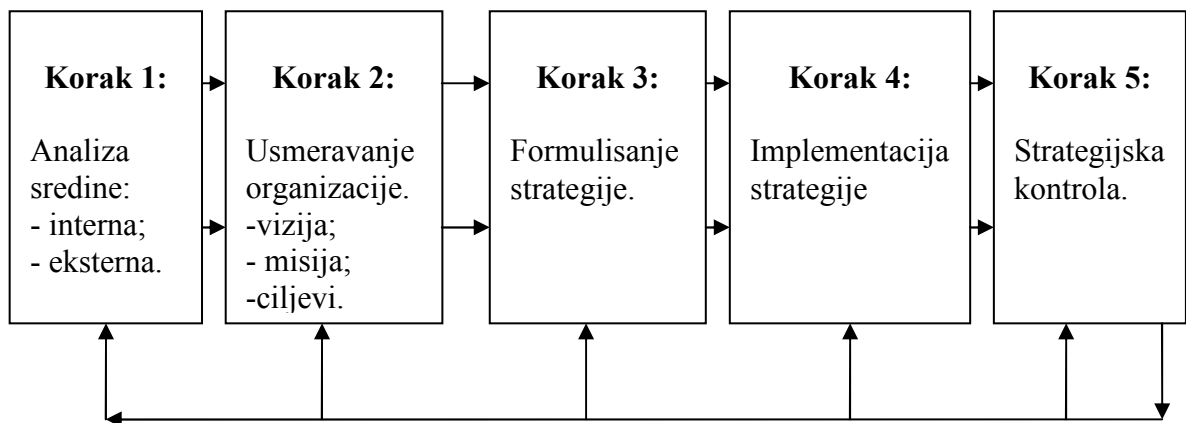 Korak 1:
Analiza
sredine:
- interna;
- eksterna.
Korak 2:
Usmeravanje
organizacije.
-vizija;
- misija;
-ciljevi.
Korak 3:
Formulisanje
strategije.
Korak 4:
Implementacija
strategije
Korak 5:
Strategijska
kontrola.